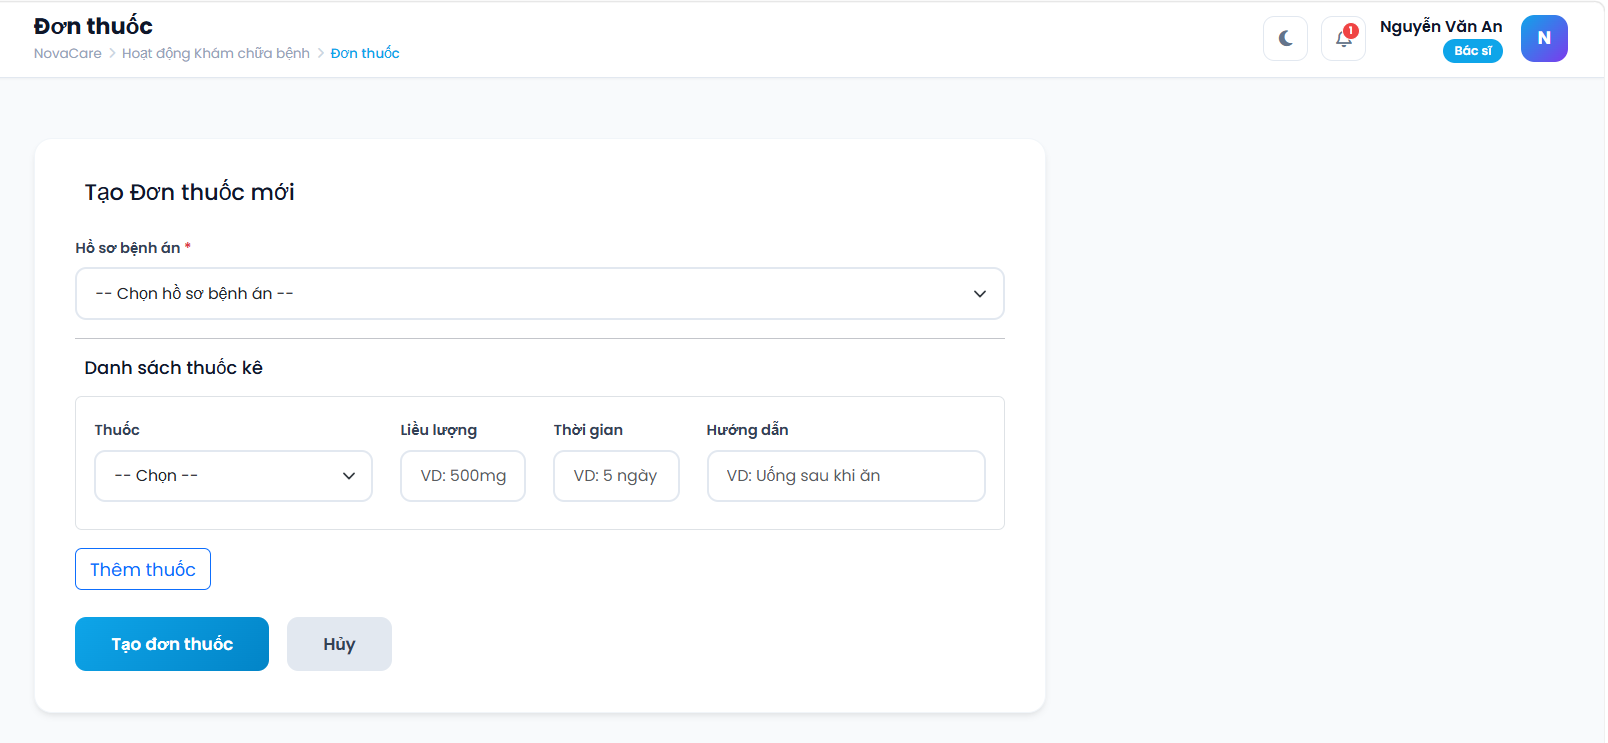 Đơn thuốc
NovaCare > Hoạt động Khám chữa bệnh > Đơn thuốc
1
Nguyễn Văn An
Bác sĩ
N
Tạo Đơn thuốc mới
Hồ sơ bệnh án *
-- Chọn hồ sơ bệnh án --
Danh sách thuốc kê
Thuốc Liều lượng Thời gian Hướng dẫn
-- Chọn -- VD: 500mg VD: 5 ngày VD: Uống sau khi ăn
Thêm thuốc
Tạo đơn thuốc Hủy